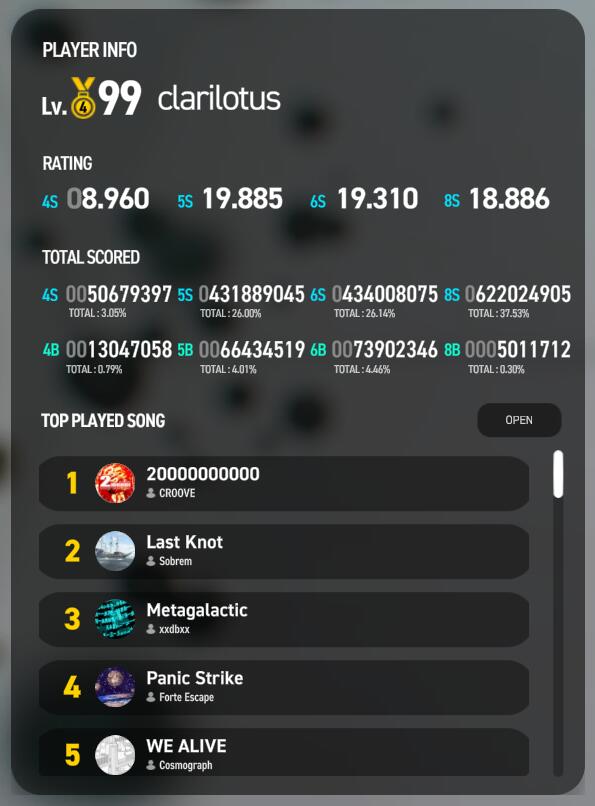 PLAYER INFO
Lv. 4 99 clarilotus
RATING
4S 08.960 5S 19.885 6S 19.310 8S 18.886
TOTAL SCORED
4S 0050679397 5S 0431889045 6S 0434008075 8S 0622024905
TOTAL : 3.05% TOTAL : 26.00% TOTAL : 26.14% TOTAL : 37.53%
4B 0013047058 5B 0066434519 6B 0073902346 8B 0005011712
TOTAL : 0.79% TOTAL : 4.01% TOTAL : 4.46% TOTAL : 0.30%
TOP PLAYED SONG OPEN
1 20000000000
CROOVE
2 Last Knot
Sobrem
3 Metagalactic
xxdbxx
4 Panic Strike
Forte Escape
5 WE ALIVE
Cosmograph